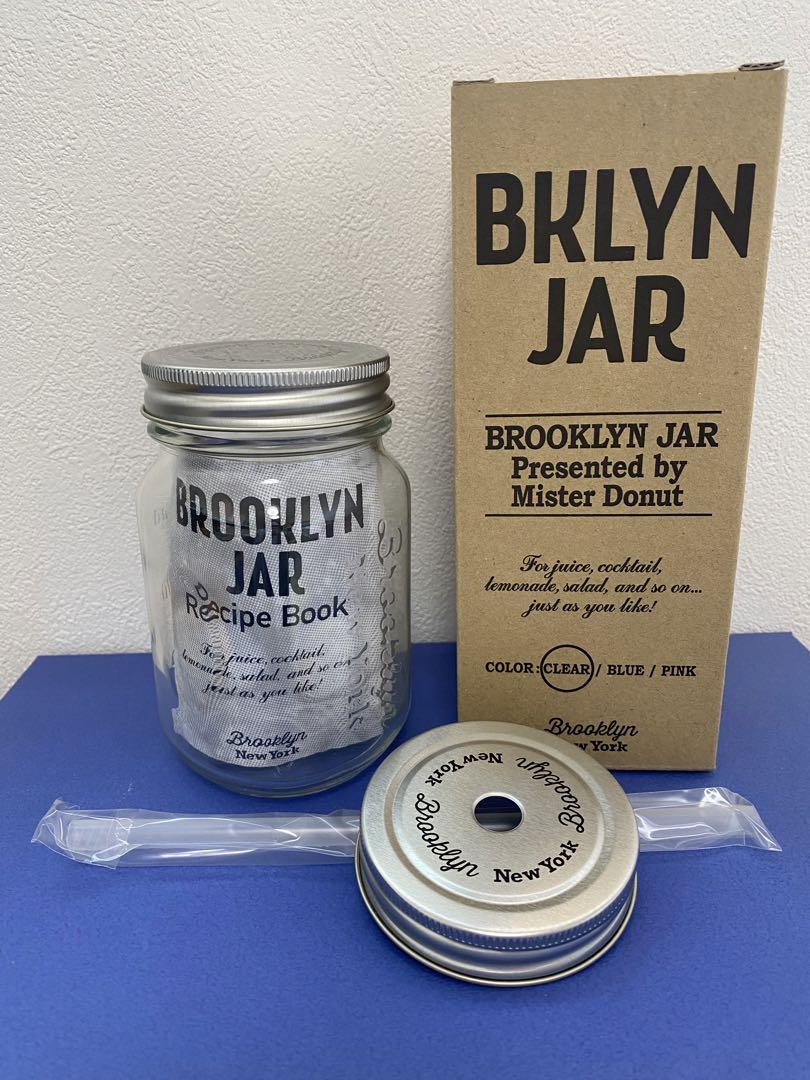 BKLYN
JAR
BROOKLYN JAR
Presented by
Mister Donut
For juice, cocktail,
lemonade, salad, and so on...
just as you like!
COLOR: CLEAR / BLUE / PINK
Brooklyn
w York
BROOKLYN
JAR
Recipe Book
For juice, cocktail,
lemonade, salad, and so on
just as you like!
Brooklyn
New York
Brooklyn
Brooklyn
New York
Brooklyn
New York